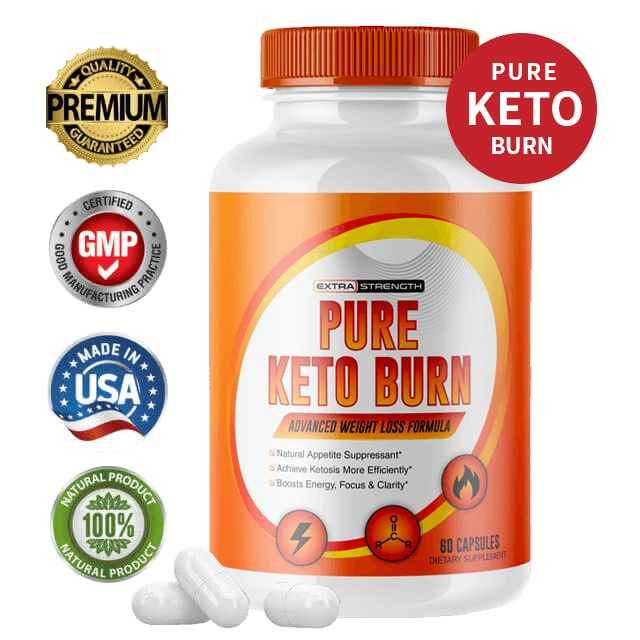 QUALITY
PREMIUM
GUARANTEED
CERTIFIED
GMP
GOOD MANUFACTURING PRACTICE
MADE IN
USA
NATURAL PRODUCT
100%
NATURAL PRODUCT
PURE
KETO
BURN
EXTRA STRENGTH
PURE
KETO BURN
ADVANCED WEIGHT LOSS FORMULA
Natural Appetite Suppressant*
Achieve Ketosis More Efficiently*
Boosts Energy, Focus & Clarity*
O
R C R
60 CAPSULES
DIETARY SUPPLEMENT